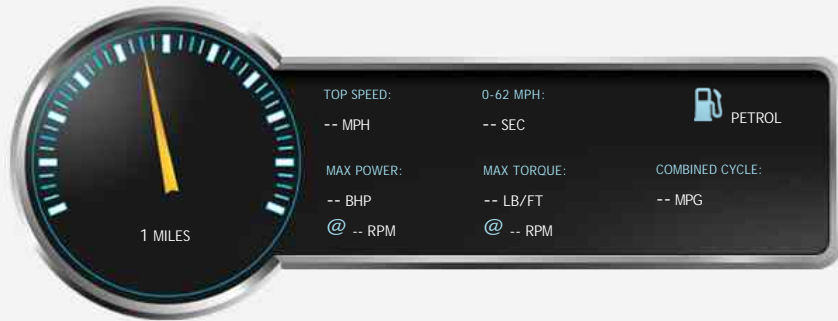 TOP SPEED:
0-62 MPH:
-- MPH
-- SEC
PETROL
MAX POWER:
MAX TORQUE:
COMBINED CYCLE:
-- BHP
-- LB/FT
-- MPG
@ -- RPM
@ -- RPM
1 MILES